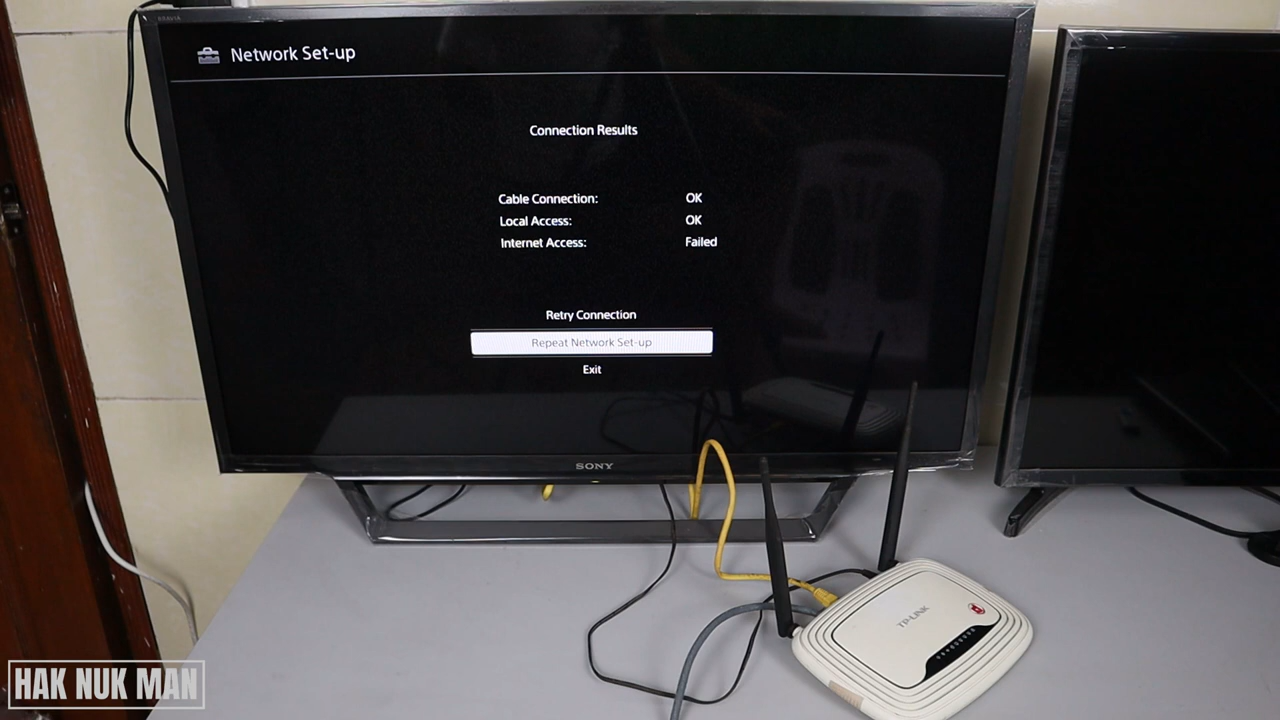 BRAVIA
Network Set-up
Connection Results
Cable Connection: OK
Local Access: OK
Internet Access: Failed
Retry Connection
Repeat Network Set-up
Exit
SONY
TP-LINK
HAK NUK MAN